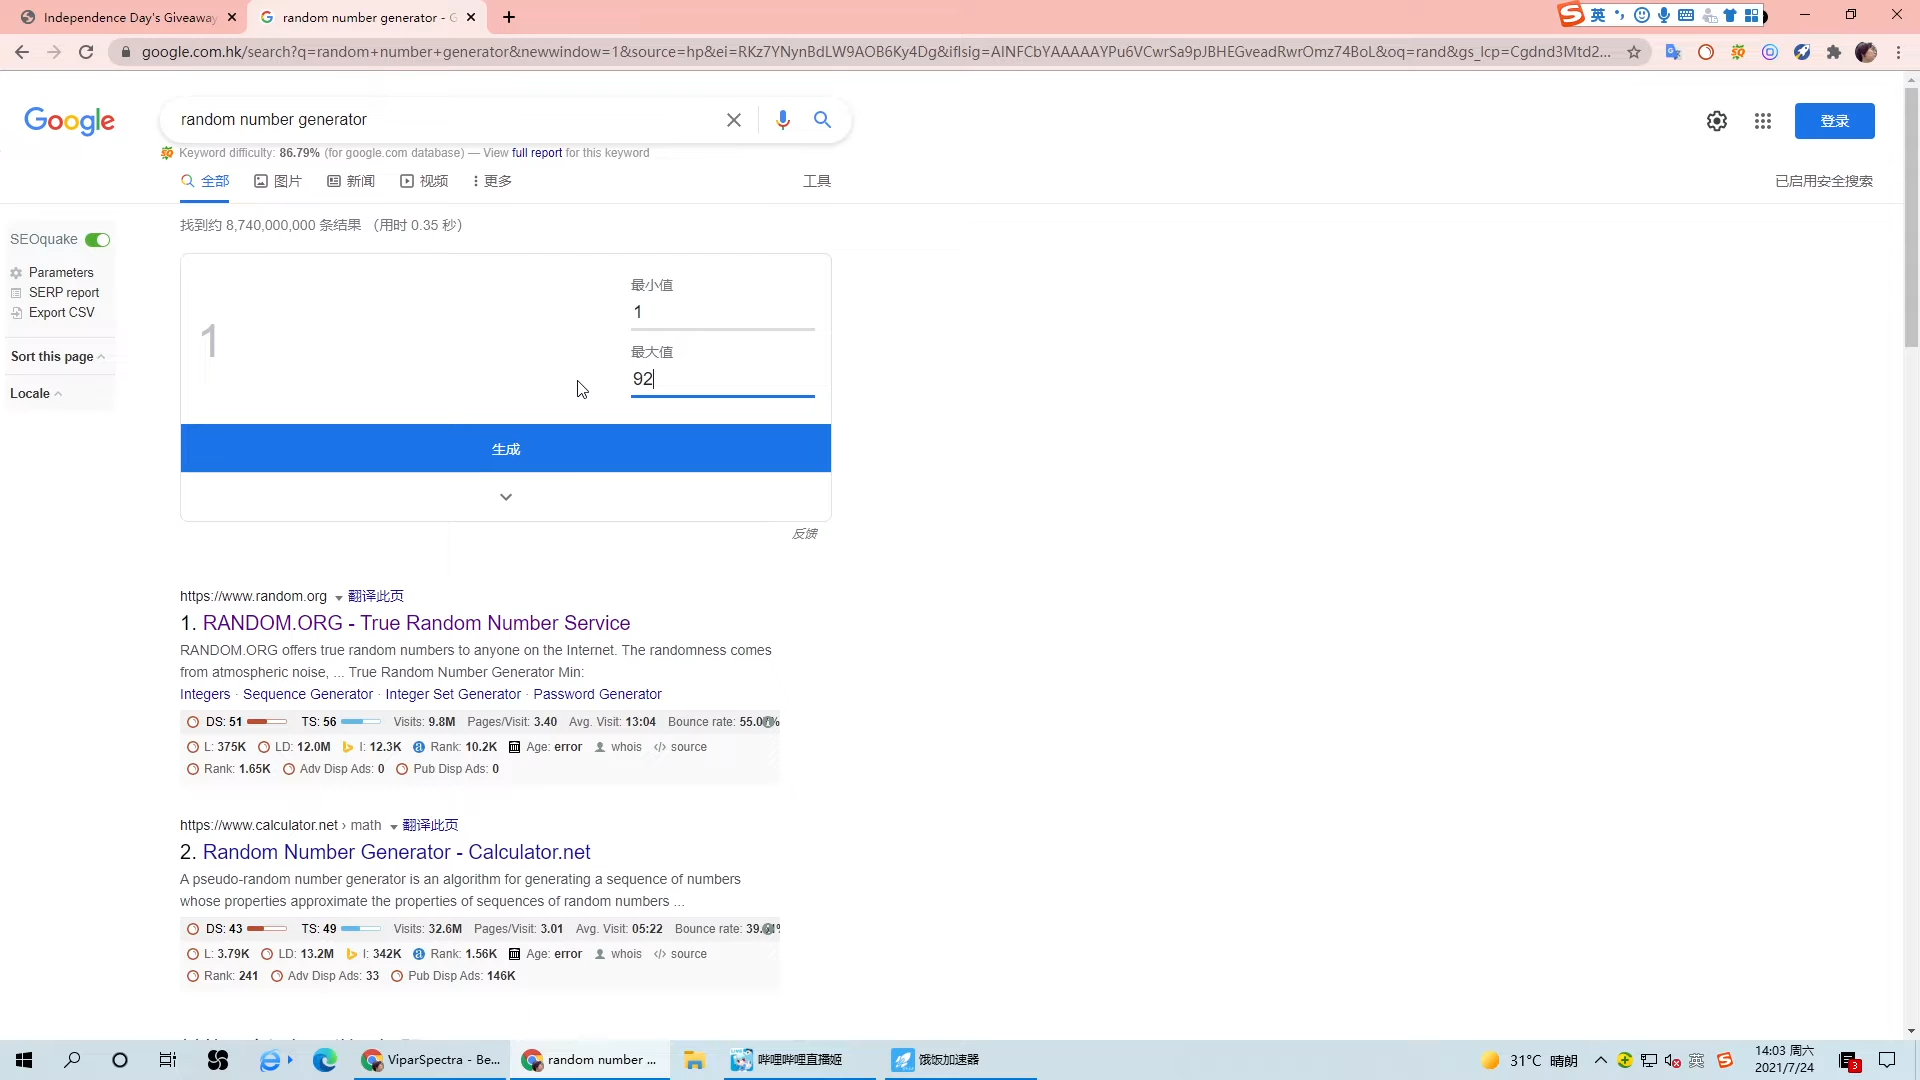 Independence Day's Giveaway
random number generator - G
英
google.com.hk/search?q=random+number+generator&newwindow=1&source=hp&ei=RKz7YNynBdLW9AOB6Ky4Dg&iflsig=AINFCbYAAAAAYPu6VCwrSa9pJBHEGveadRwrOmz74BoL&oq=rand&gs_lcp=Cgdnd3Mtd2...
Google
random number generator
登录
Keyword difficulty: 86.79% (for google.com database) — View full report for this keyword
全部 图片 新闻 视频 更多 工具 已启用安全搜索
找到约 8,740,000,000 条结果 （用时 0.35 秒）
SEOquake
Parameters
SERP report
Export CSV
Sort this page
Locale
1
最小值
1
最大值
92
生成
反馈
https://www.random.org 翻译此页
1. RANDOM.ORG - True Random Number Service
RANDOM.ORG offers true random numbers to anyone on the Internet. The randomness comes
from atmospheric noise, ... True Random Number Generator Min:
Integers · Sequence Generator · Integer Set Generator · Password Generator
DS: 51 TS: 56 Visits: 9.8M Pages/Visit: 3.40 Avg. Visit: 13:04 Bounce rate:
L: 375K LD: 12.0M I: 12.3K Rank: 10.2K Age: error whois </> source
Rank: 1.65K Adv Disp Ads: 0 Pub Disp Ads: 0
https://www.calculator.net › math 翻译此页
2. Random Number Generator - Calculator.net
A pseudo-random number generator is an algorithm for generating a sequence of numbers
whose properties approximate the properties of sequences of random numbers ...
DS: 43 TS: 49 Visits: 32.6M Pages/Visit: 3.01 Avg. Visit: 05:22 Bounce rate:
L: 3.79K LD: 13.2M I: 342K Rank: 1.56K Age: error whois </> source
Rank: 241 Adv Disp Ads: 33 Pub Disp Ads: 146K
ViparSpectra - Be...
random number ...
哔哩哔哩直播姬
饿饭加速器
31°C 晴朗
英
14:03 周六
2021/7/24
3